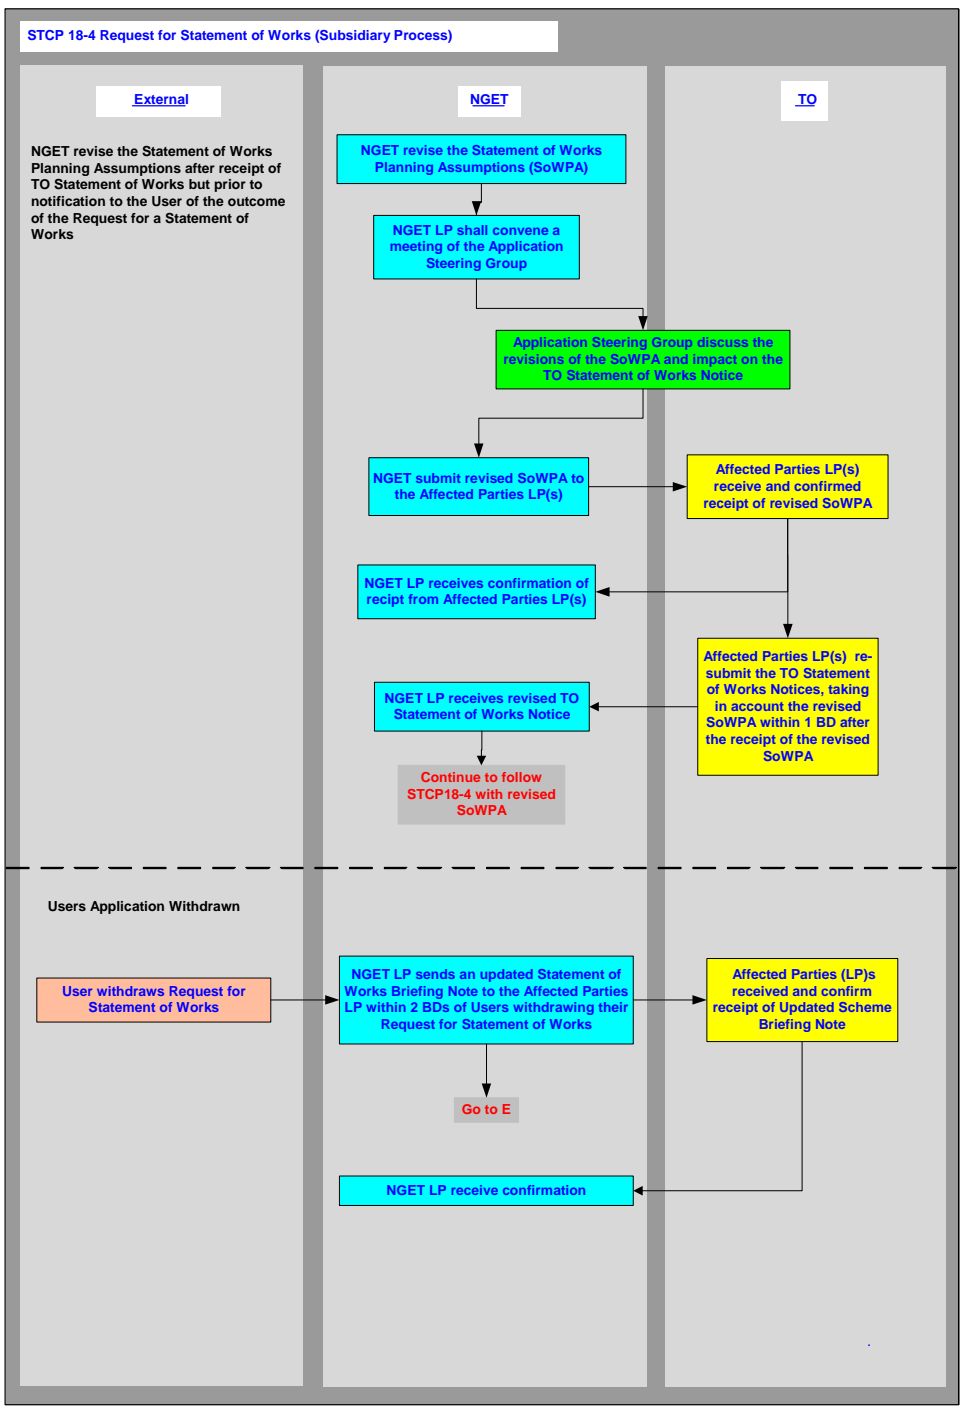 STCP 18-4 Request for Statement of Works (Subsidiary Process)
External
NGET
TO
NGET revise the Statement of Works
Planning Assumptions after receipt of
TO Statement of Works but prior to
notification to the User of the outcome
of the Request for a Statement of
Works
NGET revise the Statement of Works
Planning Assumptions (SoWPA)
NGET LP shall convene a
meeting of the Application
Steering Group
Application Steering Group discuss the
revisions of the SoWPA and impact on the
TO Statement of Works Notice
NGET submit revised SoWPA to
the Affected Parties LP(s)
Affected Parties LP(s)
receive and confirmed
receipt of revised SoWPA
NGET LP receives confirmation of
recipt from Affected Parties LP(s)
Affected Parties LP(s) re-
submit the TO Statement
of Works Notices, taking
in account the revised
SoWPA within 1 BD after
the receipt of the revised
SoWPA
NGET LP receives revised TO
Statement of Works Notice
Continue to follow
STCP18-4 with revised
SoWPA
Users Application Withdrawn
User withdraws Request for
Statement of Works
NGET LP sends an updated Statement of
Works Briefing Note to the Affected Parties
LP within 2 BDs of Users withdrawing their
Request for Statement of Works
Affected Parties (LP)s
received and confirm
receipt of Updated Scheme
Briefing Note
Go to E
NGET LP receive confirmation